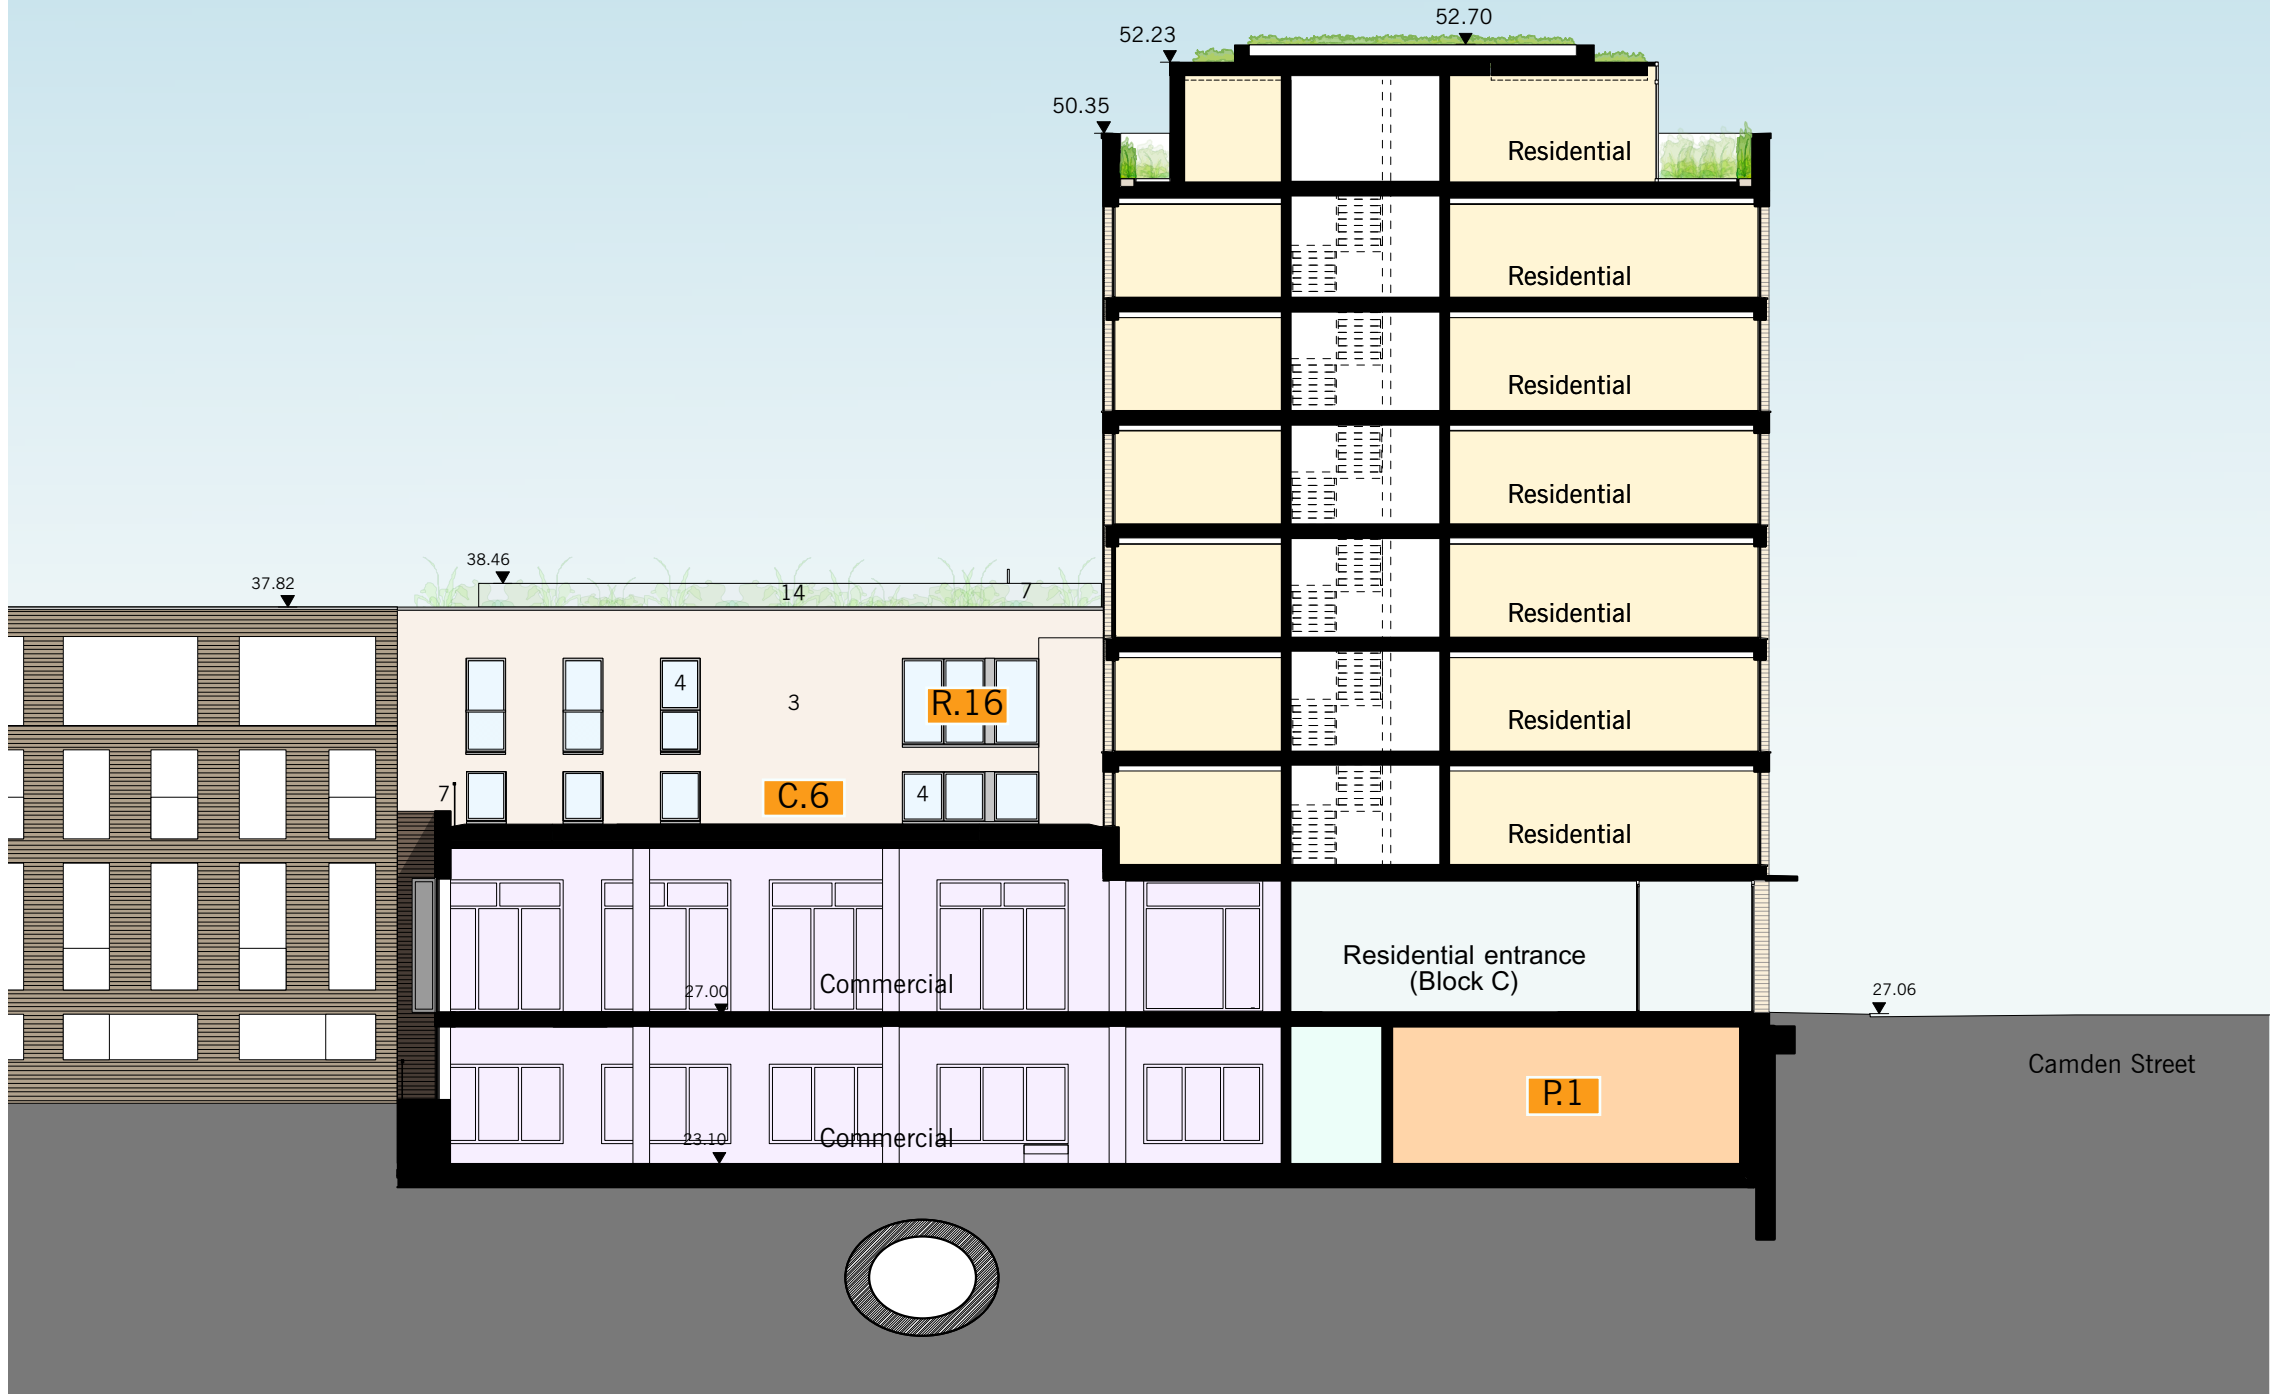 52.70
52.23
50.35
Residential
Residential
Residential
Residential
38.46
37.82
14
7
Residential
4
3
R.16
Residential
7
C.6
4
Residential
Residential entrance
(Block C)
Commercial
27.00
27.06
Camden Street
P.1
23.10
Commercial